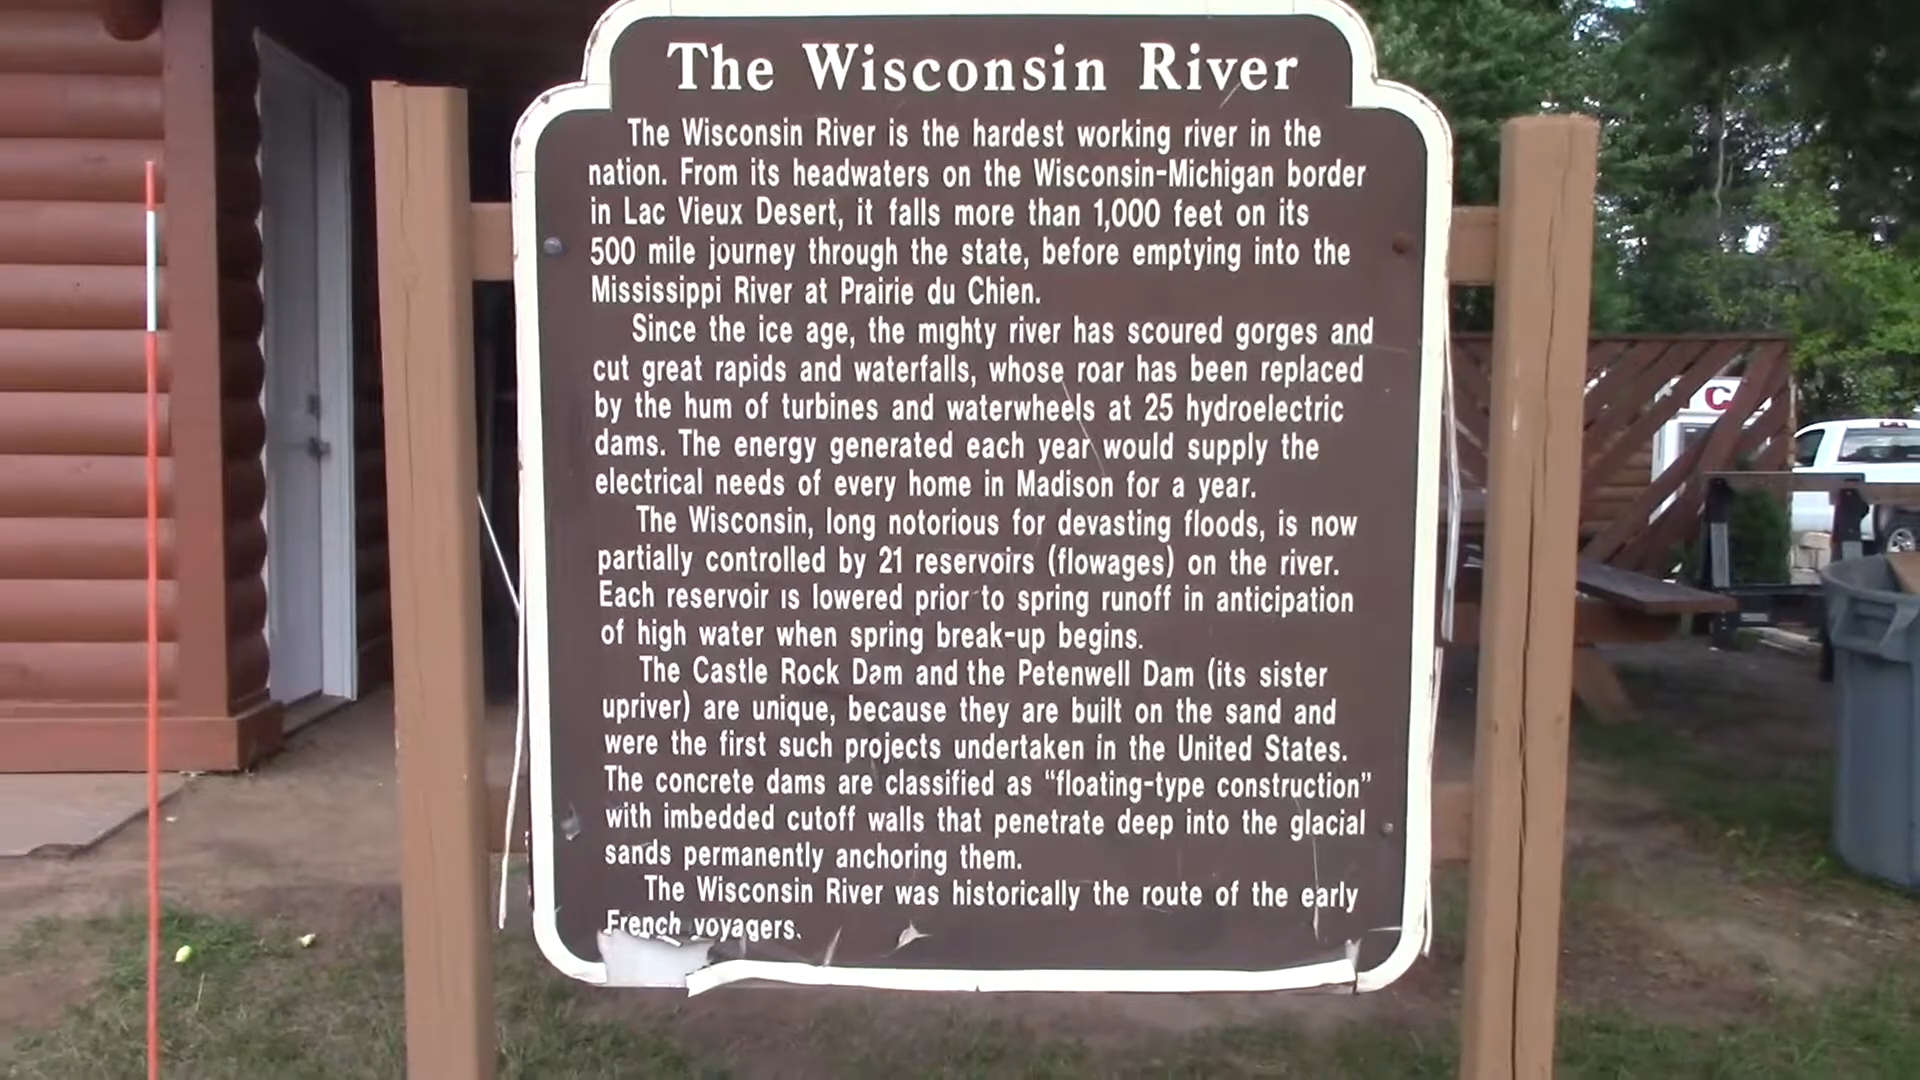 The Wisconsin River
The Wisconsin River is the hardest working river in the
nation. From its headwaters on the Wisconsin-Michigan border
in Lac Vieux Desert, it falls more than 1,000 feet on its
500 mile journey through the state, before emptying into the
Mississippi River at Prairie du Chien.
Since the ice age, the mighty river has scoured gorges and
cut great rapids and waterfalls, whose roar has been replaced
by the hum of turbines and waterwheels at 25 hydroelectric
dams. The energy generated each year would supply the
electrical needs of every home in Madison for a year.
The Wisconsin, long notorious for devasting floods, is now
partially controlled by 21 reservoirs (flowages) on the river.
Each reservoir is lowered prior to spring runoff in anticipation
of high water when spring break-up begins.
The Castle Rock Dam and the Petenwell Dam (its sister
upriver) are unique, because they are built on the sand and
were the first such projects undertaken in the United States.
The concrete dams are classified as “floating-type construction”
with imbedded cutoff walls that penetrate deep into the glacial
sands permanently anchoring them.
The Wisconsin River was historically the route of the early
French voyagers.